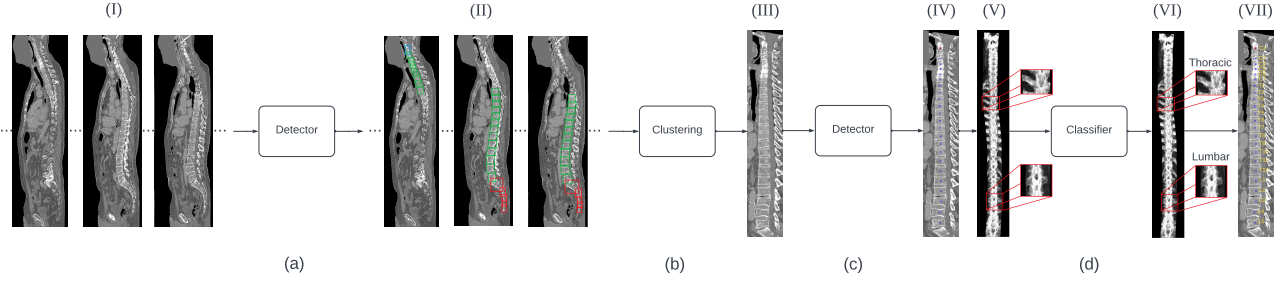 (I)
(II)
(III)
(IV)
(V)
(VI)
(VII)
Thoracic
Detector
Clustering
Detector
Classifier
Lumbar
(a)
(b)
(c)
(d)